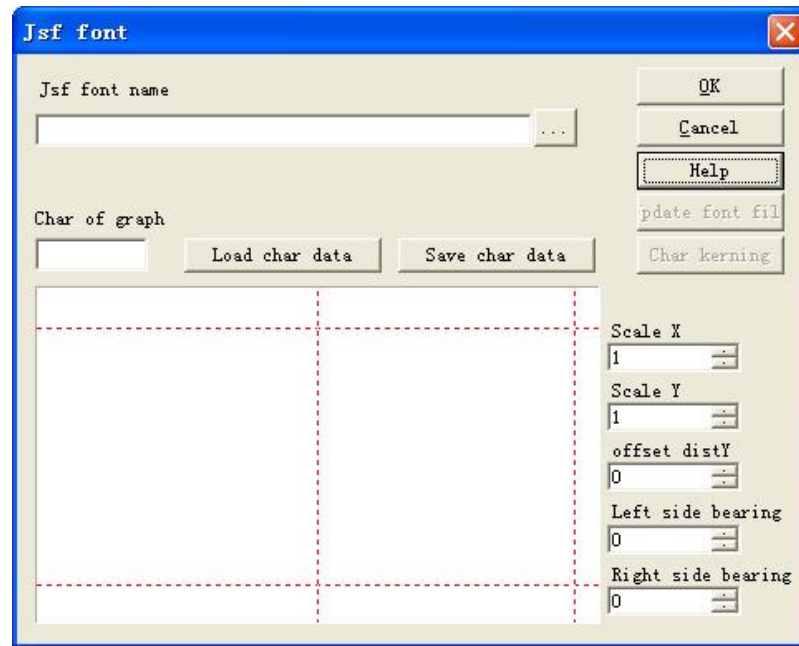 Jsf font
Jsf font name
...
OK
Cancel
Help
pdate font fil
Char kerning
Char of graph
Load char data
Save char data
Scale X
1
Scale Y
1
offset distY
0
Left side bearing
0
Right side bearing
0